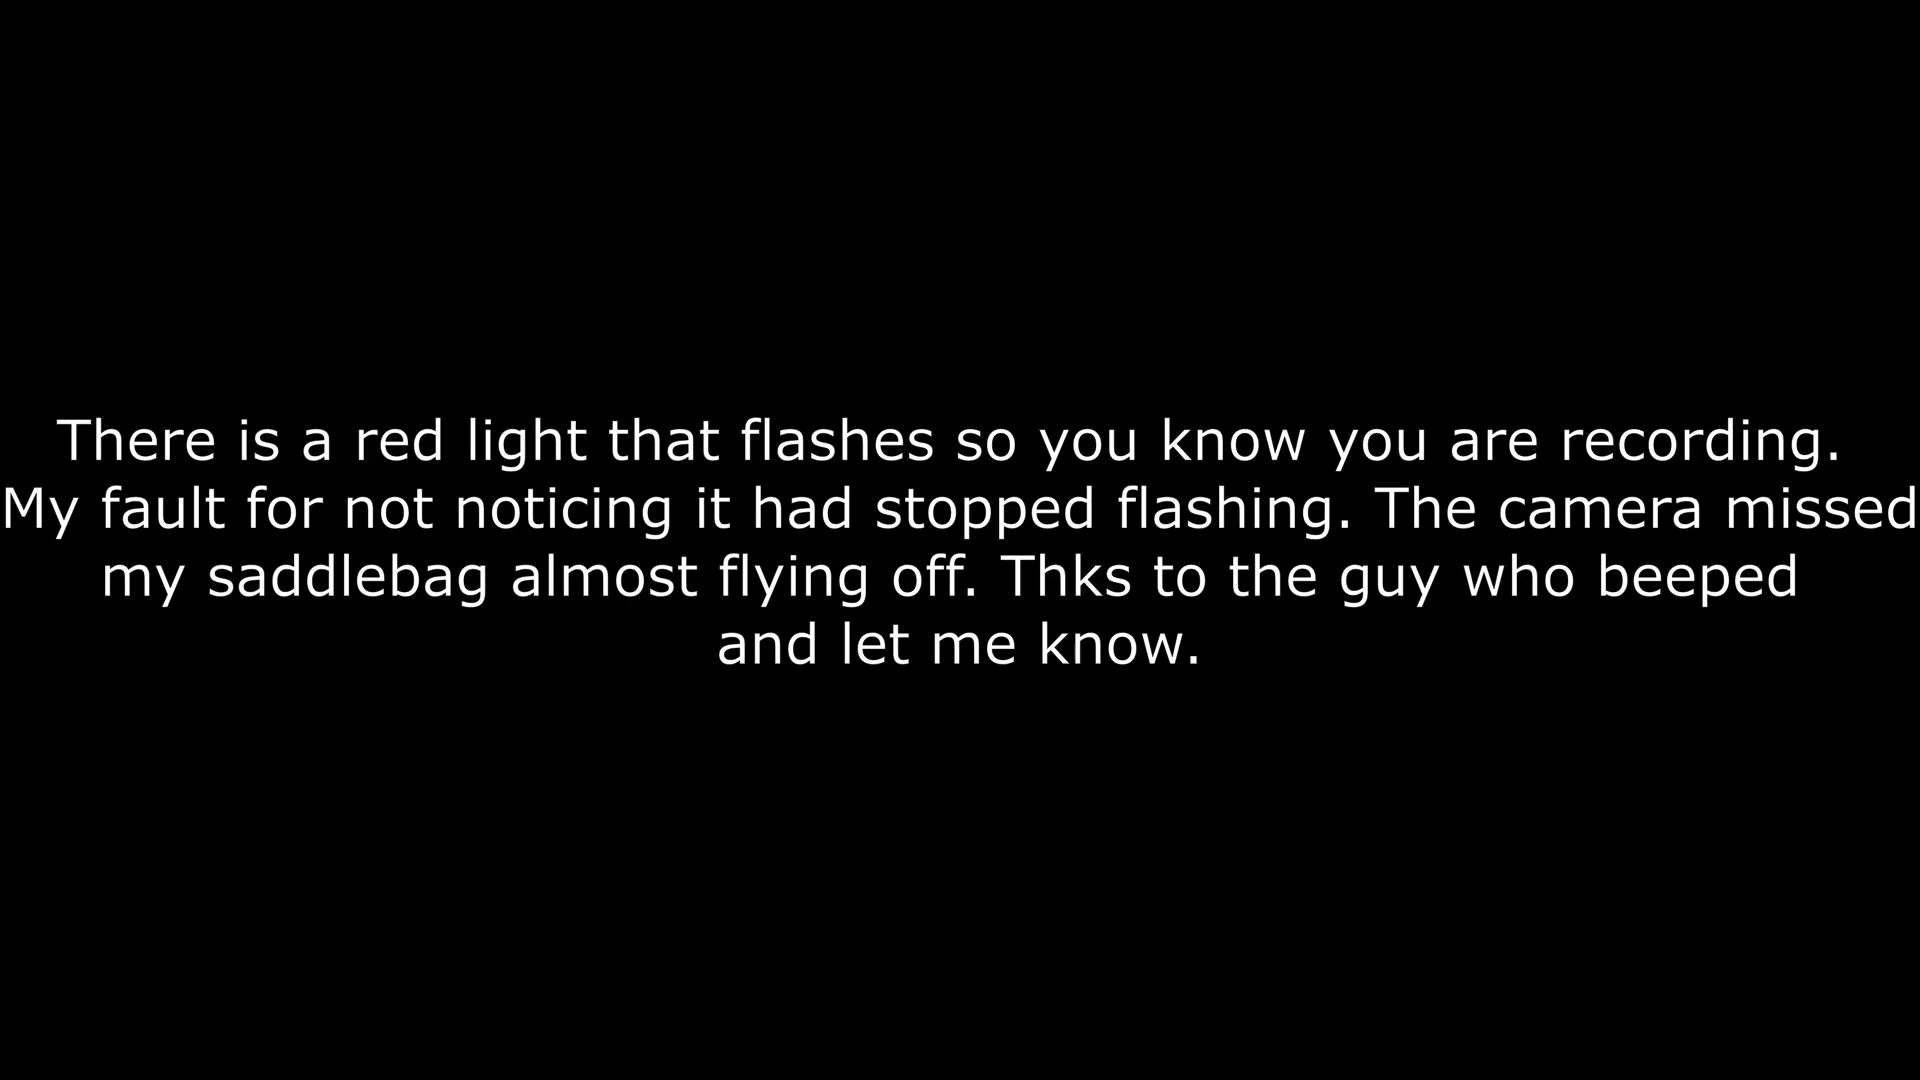 There is a red light that flashes so you know you are recording.
My fault for not noticing it had stopped flashing. The camera missed
my saddlebag almost flying off. Thks to the guy who beeped
and let me know.